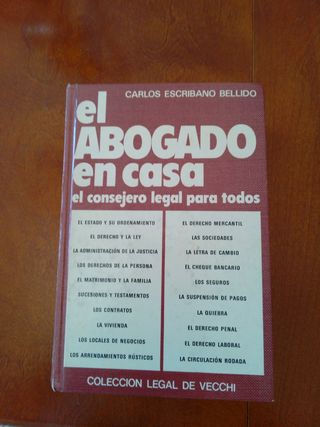 CARLOS ESCRIBANO BELLIDO
el
ABOGADO
en casa
el consejero legal para todos
EL ESTADO Y SU ORDENAMIENTO
EL DERECHO Y LA LEY
LA ADMINISTRACIÓN DE LA JUSTICIA
LOS DERECHOS DE LA PERSONA
EL MATRIMONIO Y LA FAMILIA
SUCESIONES Y TESTAMENTOS
LOS CONTRATOS
LA VIVIENDA
LOS LOCALES DE NEGOCIOS
LOS ARRENDAMIENTOS RÚSTICOS
EL DERECHO MERCANTIL
LAS SOCIEDADES
LA LETRA DE CAMBIO
EL CHEQUE BANCARIO
LOS SEGUROS
LA SUSPENSIÓN DE PAGOS
LA QUIEBRA
EL DERECHO PENAL
EL DERECHO LABORAL
LA CIRCULACIÓN RODADA
COLECCION LEGAL DE VECCHI